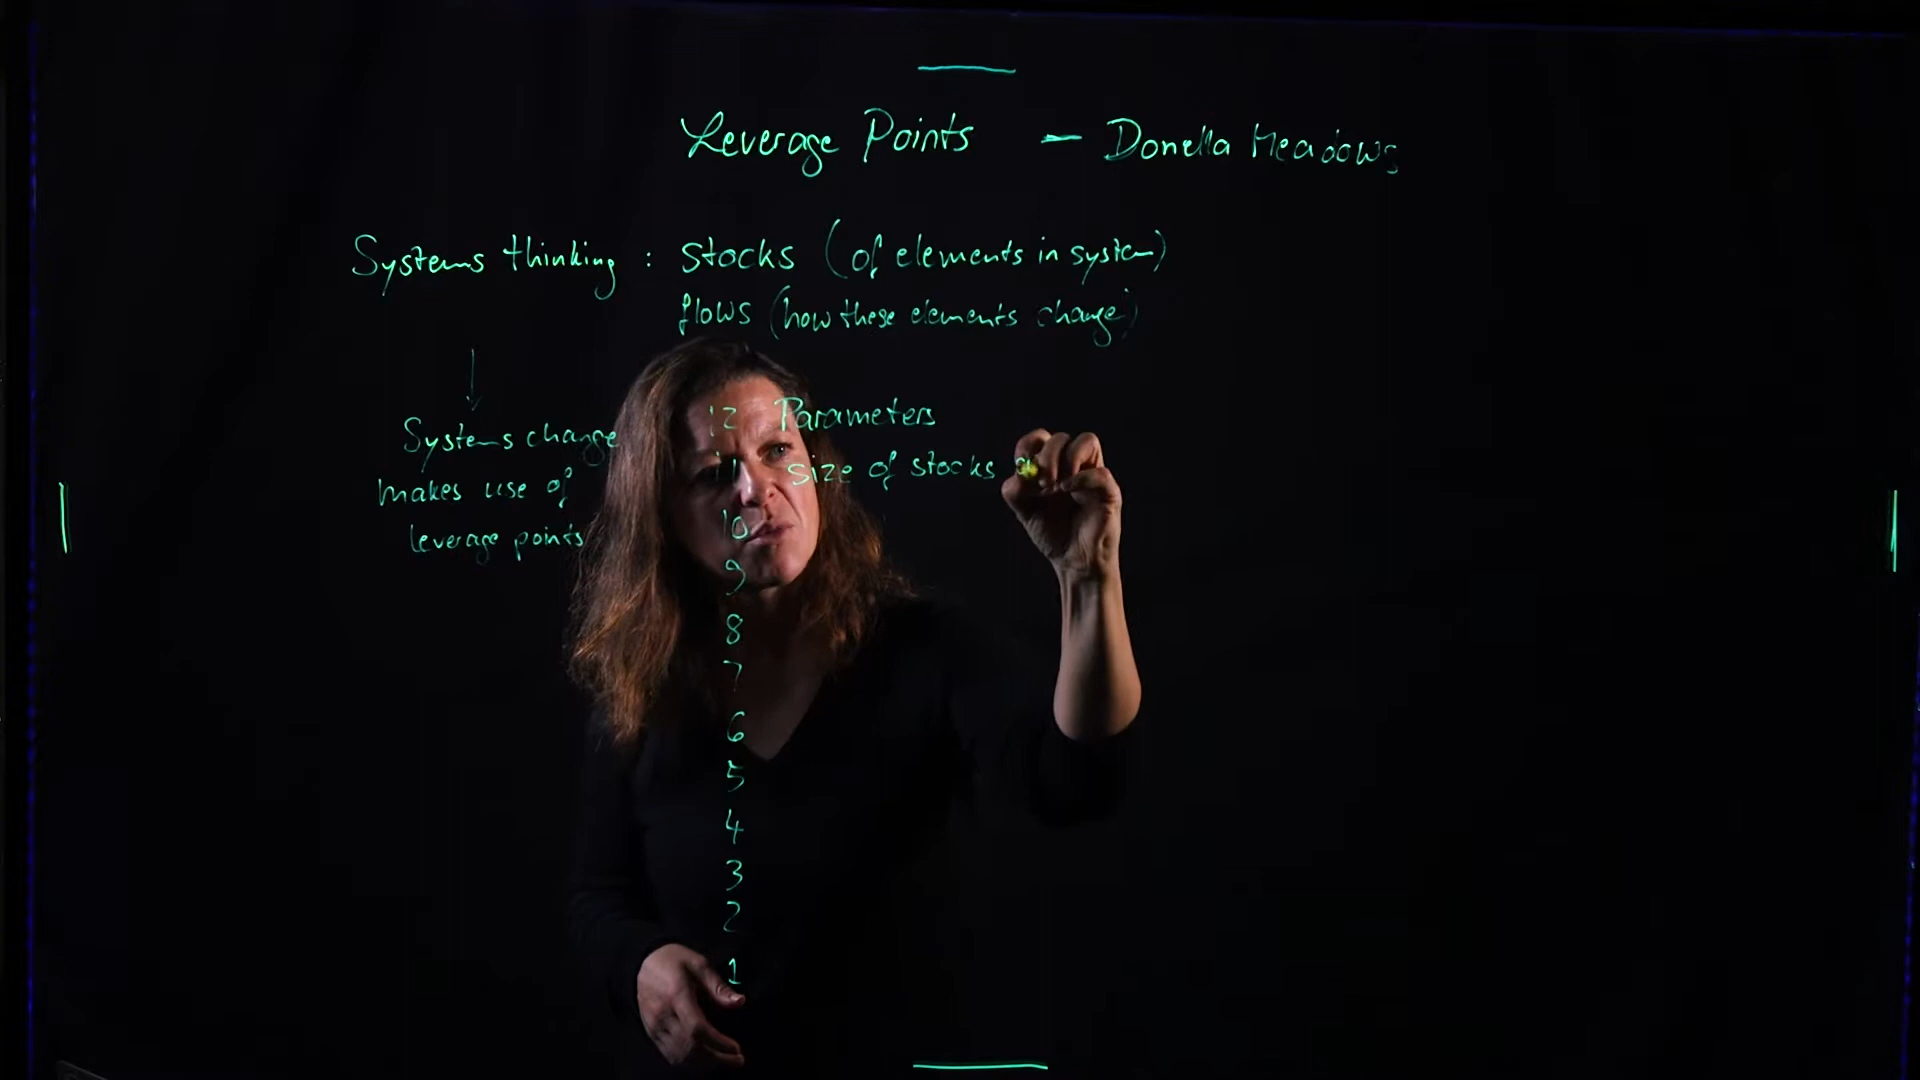 Leverage Points — Donella Meadows
Systems thinking : stocks (of elements in system)
flows (how these elements change)
↓
Systems change
makes use of
leverage points
12 Parameters
11 size of stocks
10
9
8
7
6
5
4
3
2
1